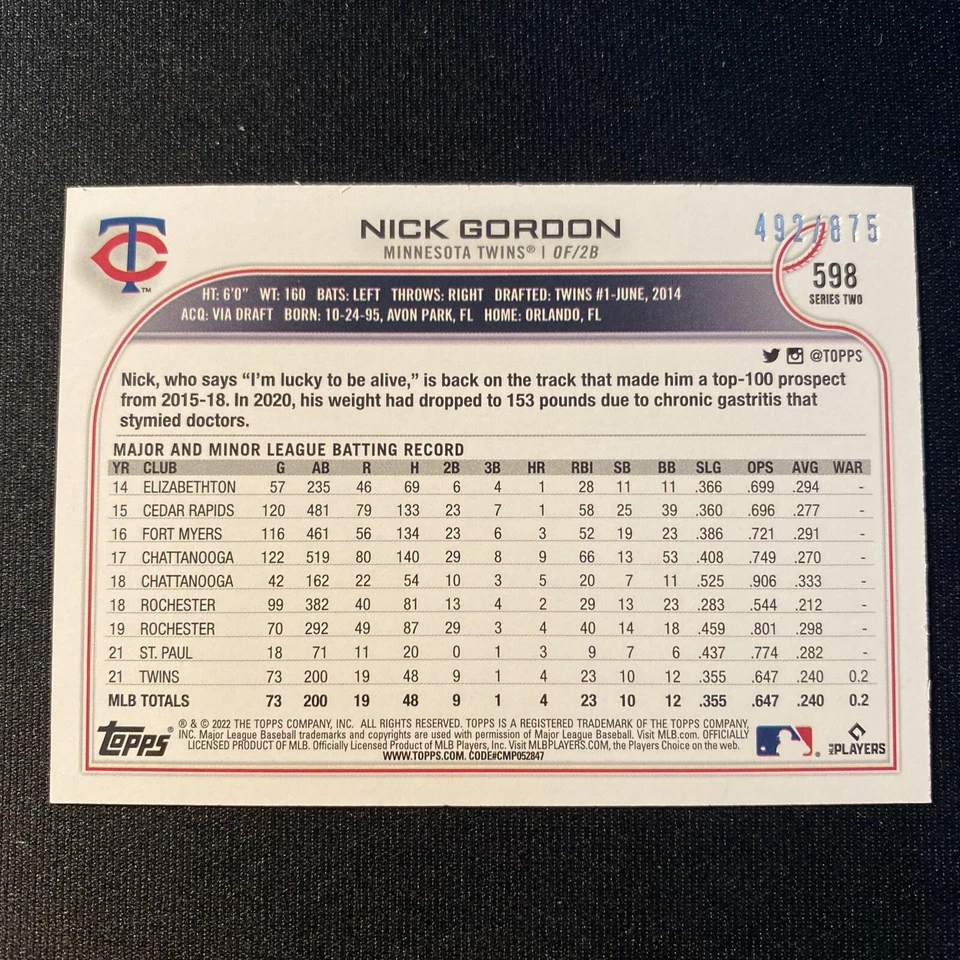 TC
TM
NICK GORDON
MINNESOTA TWINS® | OF/2B
492/875
598
SERIES TWO
HT: 6'0" WT: 160 BATS: LEFT THROWS: RIGHT DRAFTED: TWINS #1-JUNE, 2014
ACQ: VIA DRAFT BORN: 10-24-95, AVON PARK, FL HOME: ORLANDO, FL
@TOPPS
Nick, who says “I’m lucky to be alive,” is back on the track that made him a top-100 prospect
from 2015-18. In 2020, his weight had dropped to 153 pounds due to chronic gastritis that
stymied doctors.
MAJOR AND MINOR LEAGUE BATTING RECORD
YR CLUB G AB R H 2B 3B HR RBI SB BB SLG OPS AVG WAR
14 ELIZABETHTON 57 235 46 69 6 4 1 28 11 11 .366 .699 .294 -
15 CEDAR RAPIDS 120 481 79 133 23 7 1 58 25 39 .360 .696 .277 -
16 FORT MYERS 116 461 56 134 23 6 3 52 19 23 .386 .721 .291 -
17 CHATTANOOGA 122 519 80 140 29 8 9 66 13 53 .408 .749 .270 -
18 CHATTANOOGA 42 162 22 54 10 3 5 20 7 11 .525 .906 .333 -
18 ROCHESTER 99 382 40 81 13 4 2 29 13 23 .283 .544 .212 -
19 ROCHESTER 70 292 49 87 29 3 4 40 14 18 .459 .801 .298 -
21 ST. PAUL 18 71 11 20 0 1 3 9 7 6 .437 .774 .282 -
21 TWINS 73 200 19 48 9 1 4 23 10 12 .355 .647 .240 0.2
MLB TOTALS 73 200 19 48 9 1 4 23 10 12 .355 .647 .240 0.2
topps®
® & © 2022 THE TOPPS COMPANY, INC. ALL RIGHTS RESERVED. TOPPS IS A REGISTERED TRADEMARK OF THE TOPPS COMPANY,
INC. Major League Baseball trademarks and copyrights are used with permission of Major League Baseball. Visit MLB.com. OFFICIALLY
LICENSED PRODUCT OF MLB. Officially Licensed Product of MLB Players, Inc. Visit MLBPLAYERS.COM, the Players Choice on the web.
WWW.TOPPS.COM. CODE#CMP052847
®
MLB PLAYERS